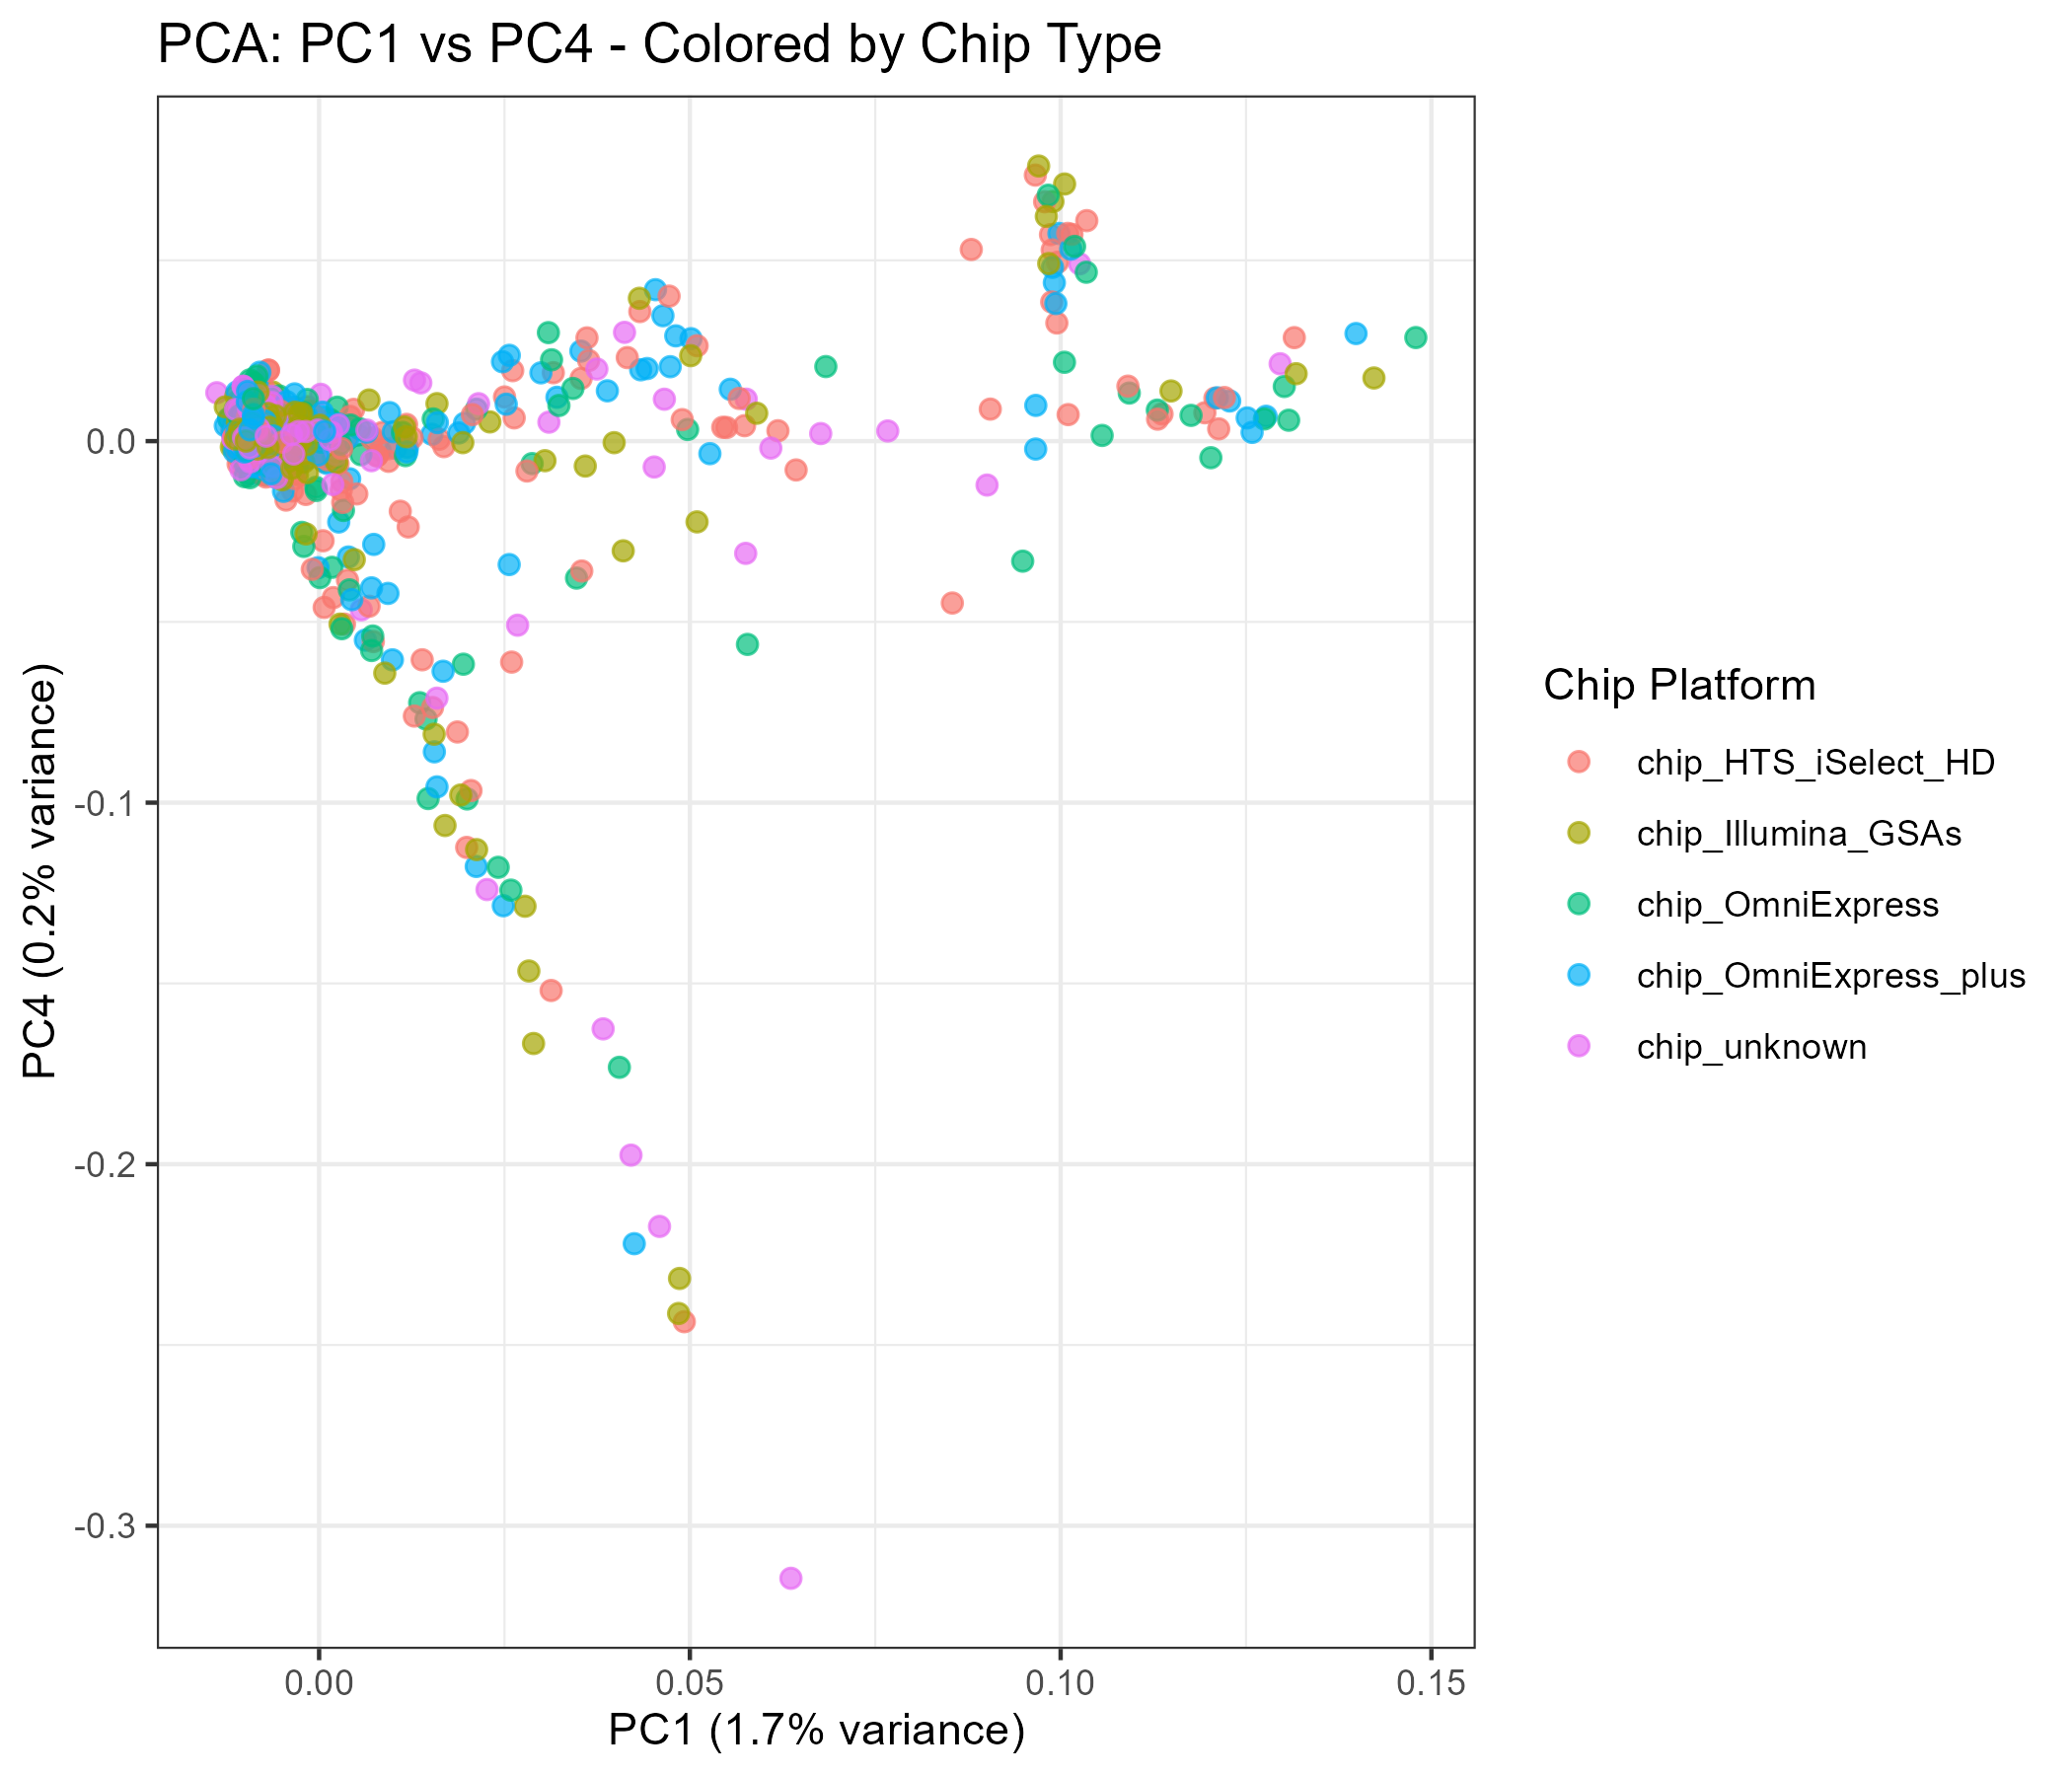 PCA: PC1 vs PC4 - Colored by Chip Type
PC4 (0.2% variance)
0.0
-0.1
-0.2
-0.3
0.00
0.05
0.10
0.15
PC1 (1.7% variance)
Chip Platform
chip_HTS_iSelect_HD
chip_Illumina_GSAs
chip_OmniExpress
chip_OmniExpress_plus
chip_unknown